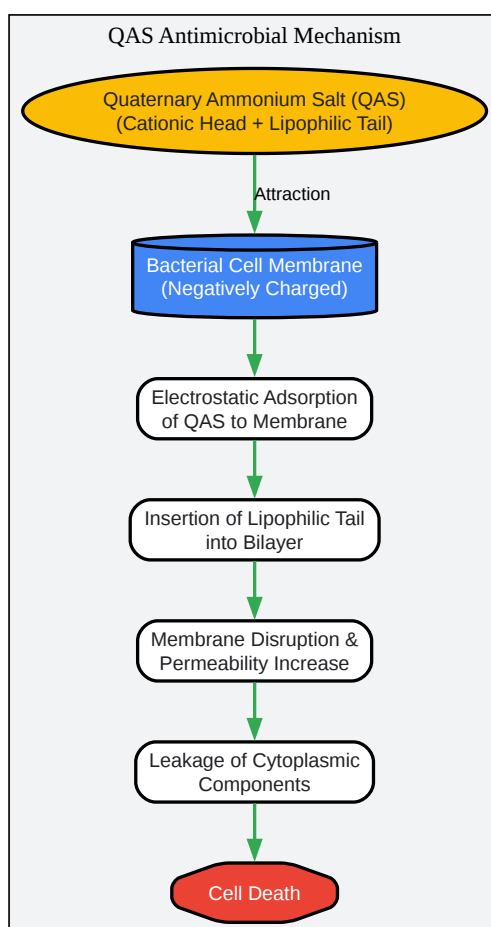 QAS Antimicrobial Mechanism
Quaternary Ammonium Salt (QAS)
(Cationic Head + Lipophilic Tail)
Attraction
Bacterial Cell Membrane
(Negatively Charged)
Electrostatic Adsorption
of QAS to Membrane
Insertion of Lipophilic Tail
into Bilayer
Membrane Disruption &
Permeability Increase
Leakage of Cytoplasmic
Components
Cell Death